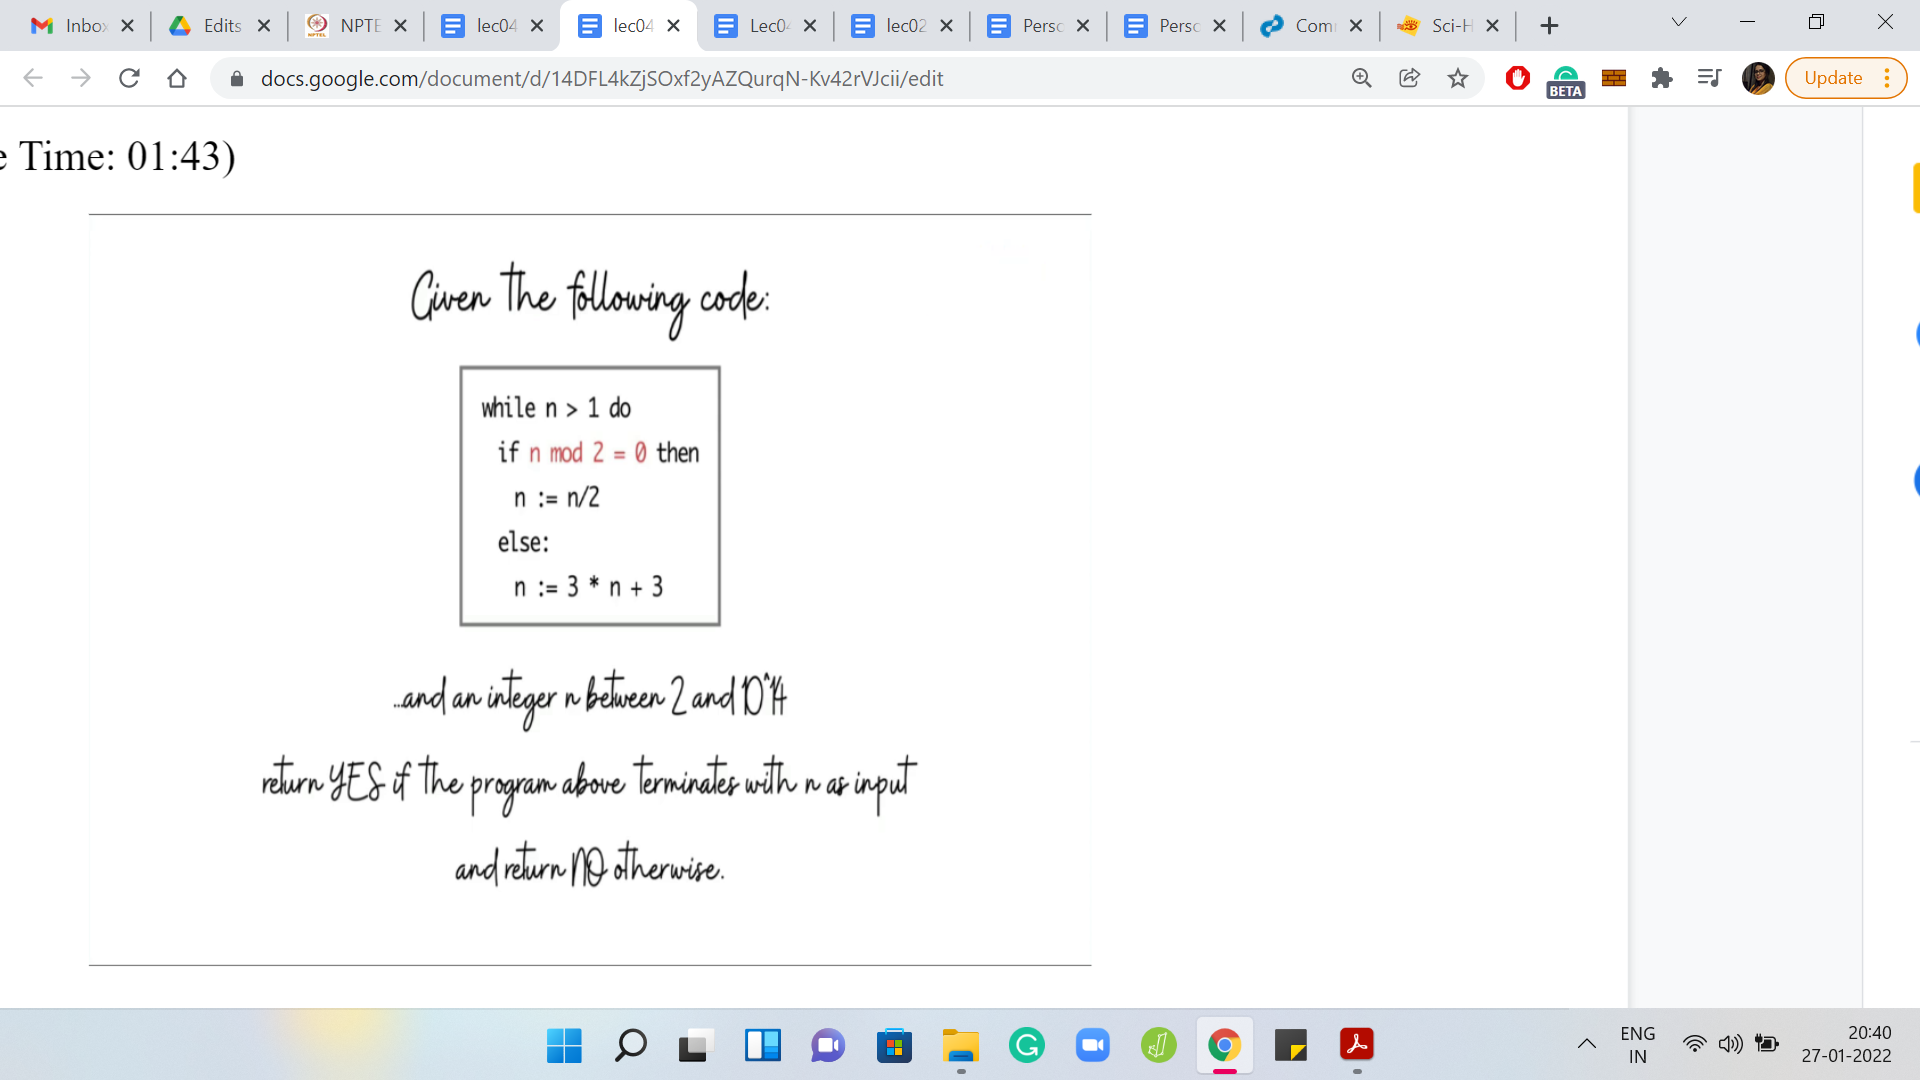 Inbo
Edits
NPTE
lec04
lec04
Lec04
lec02
Perso
Perso
Com
Sci-H
docs.google.com/document/d/14DFL4kZjSOxf2yAZQurqN-Kv42rVJcii/edit
BETA
Update
e Time: 01:43)
Given the following code:
while n > 1 do
if n mod 2 = 0 then
n := n/2
else:
n := 3 * n + 3
...and an integer n between 2 and 10^14
return YES if the program above terminates with n as input
and return NO otherwise.
ENG
IN
20:40
27-01-2022